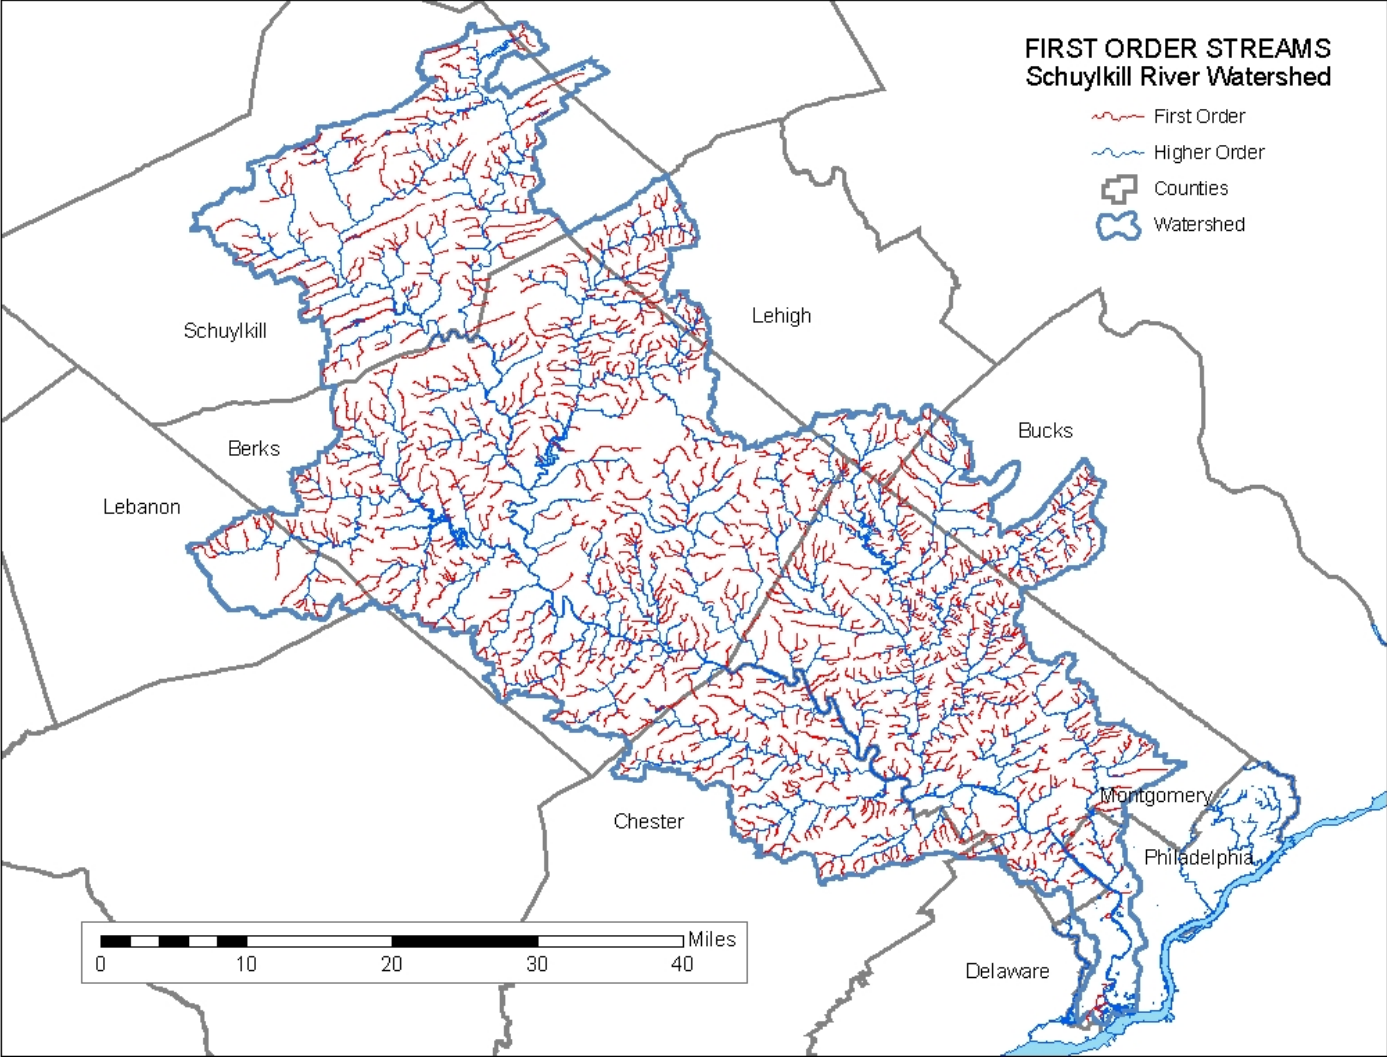 FIRST ORDER STREAMS
Schuylkill River Watershed
First Order
Higher Order
Counties
Watershed
Lehigh
Schuylkill
Bucks
Berks
Lebanon
Montgomery
Chester
Philadelphia
Delaware
Miles
0 10 20 30 40